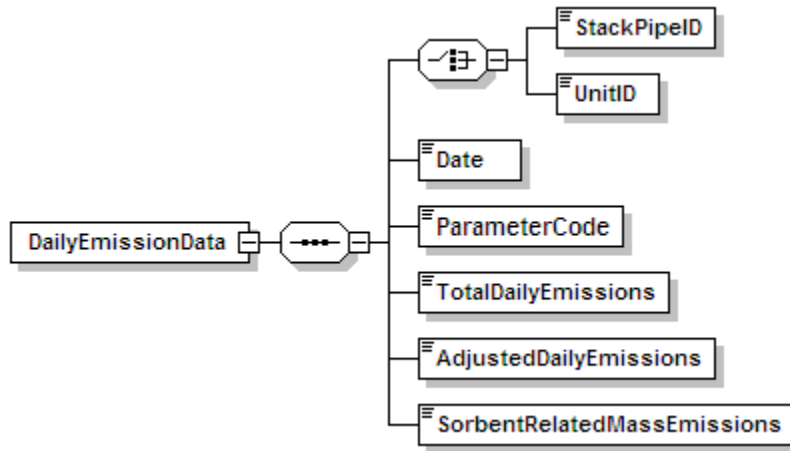 StackPipeID
UnitID
Date
ParameterCode
DailyEmissionData
TotalDailyEmissions
AdjustedDailyEmissions
SorbentRelatedMassEmissions